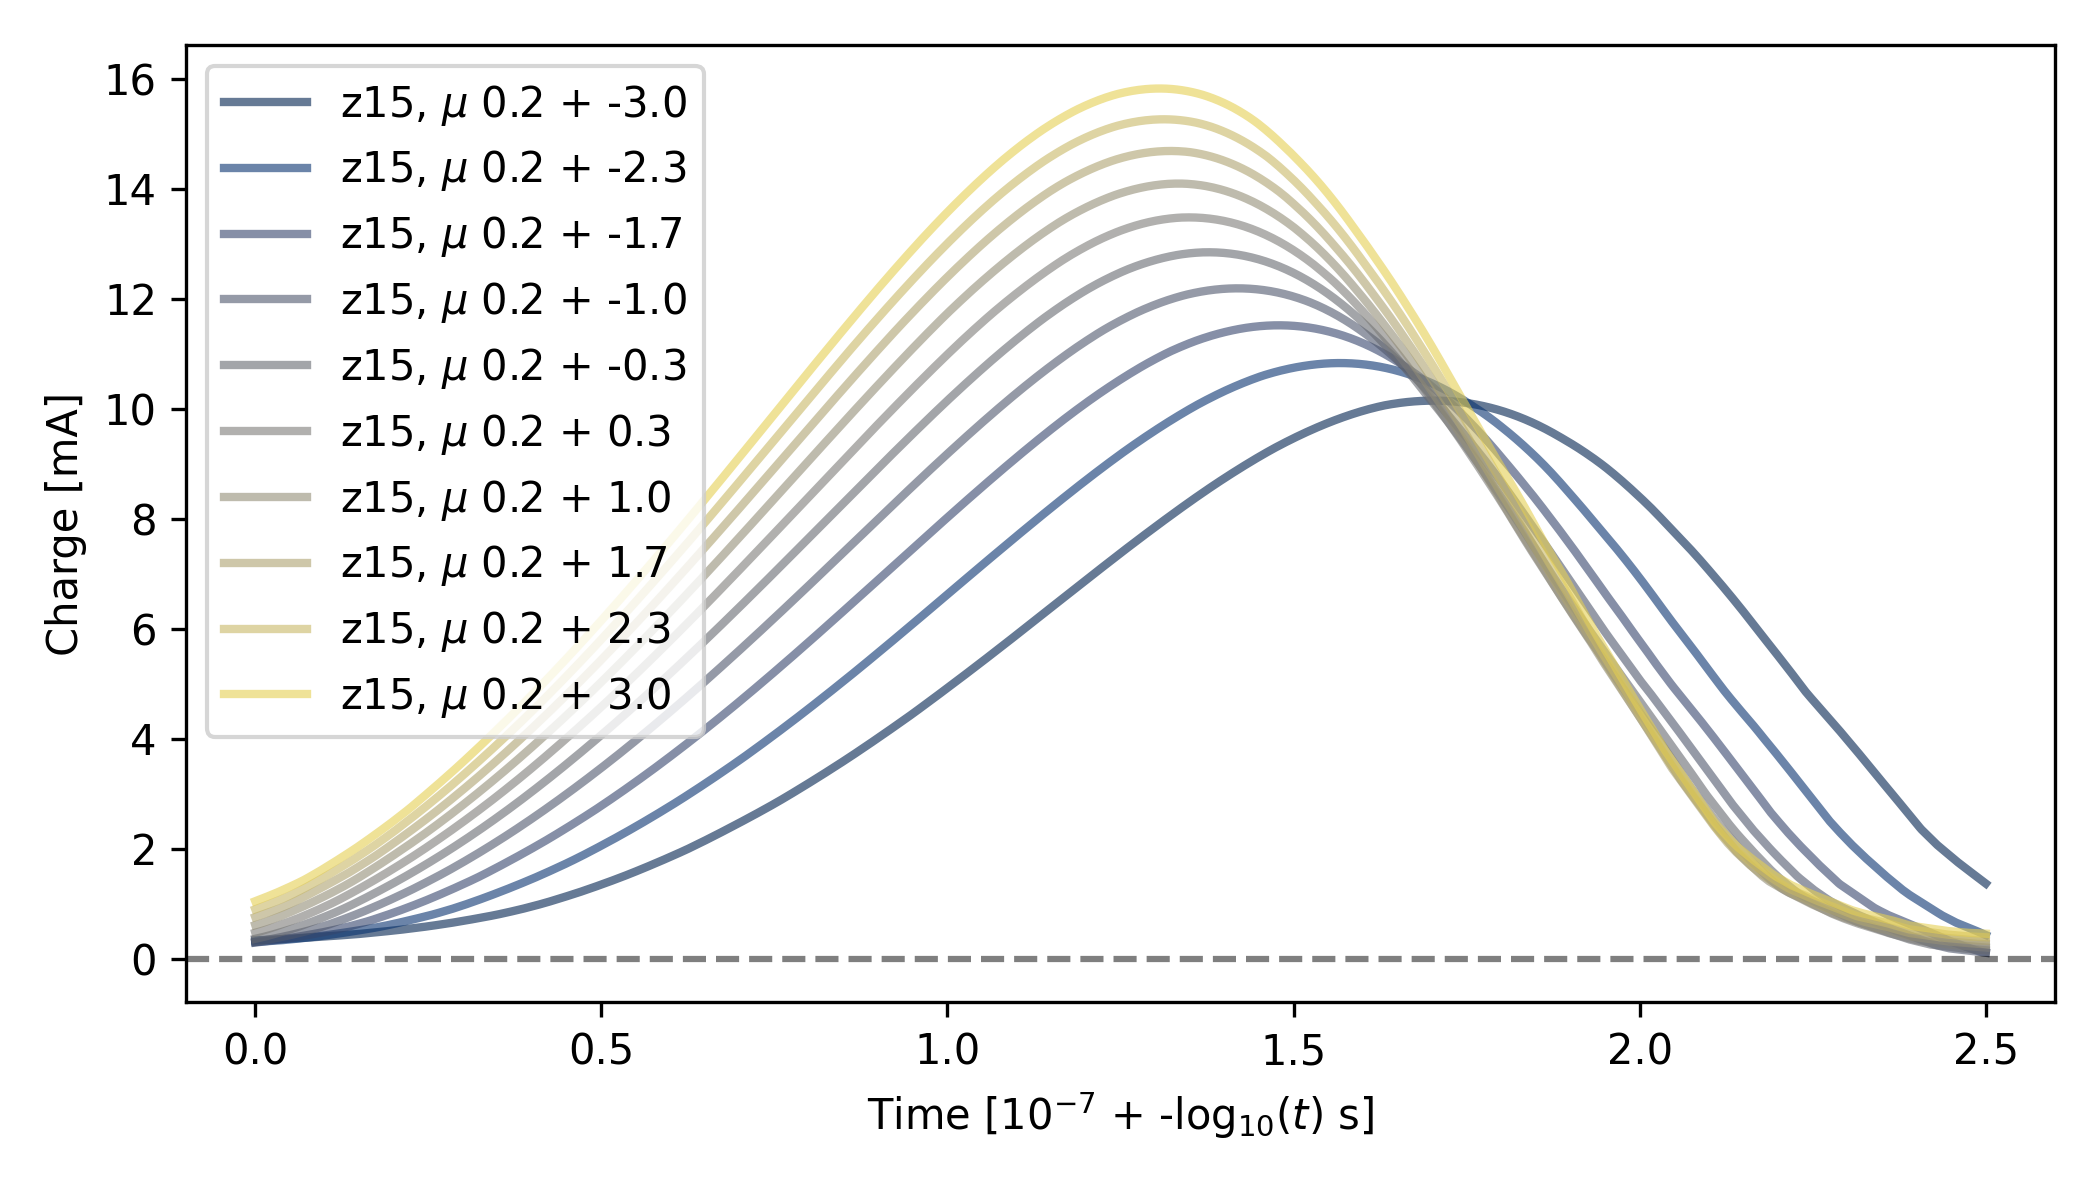 16
14
12
10
8
6
4
2
0
Charge [mA]
z15, μ 0.2 + -3.0
z15, μ 0.2 + -2.3
z15, μ 0.2 + -1.7
z15, μ 0.2 + -1.0
z15, μ 0.2 + -0.3
z15, μ 0.2 + 0.3
z15, μ 0.2 + 1.0
z15, μ 0.2 + 1.7
z15, μ 0.2 + 2.3
z15, μ 0.2 + 3.0
0.0 0.5 1.0 1.5 2.0 2.5
Time [10⁻⁷ + -log₁₀(t) s]